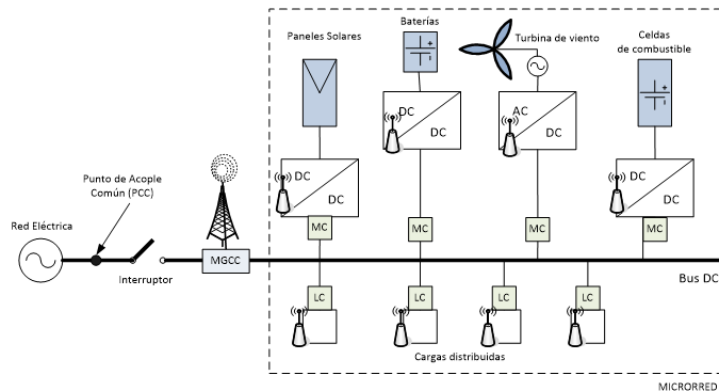 Paneles Solares
Baterías
Turbina de viento
Celdas
de combustible
DC
DC
AC
DC
DC
DC
DC
DC
Punto de Acople
Común (PCC)
Red Eléctrica
Interruptor
MGCC
MC
MC
MC
MC
Bus DC
LC
LC
LC
LC
Cargas distribuidas
MICRORRED